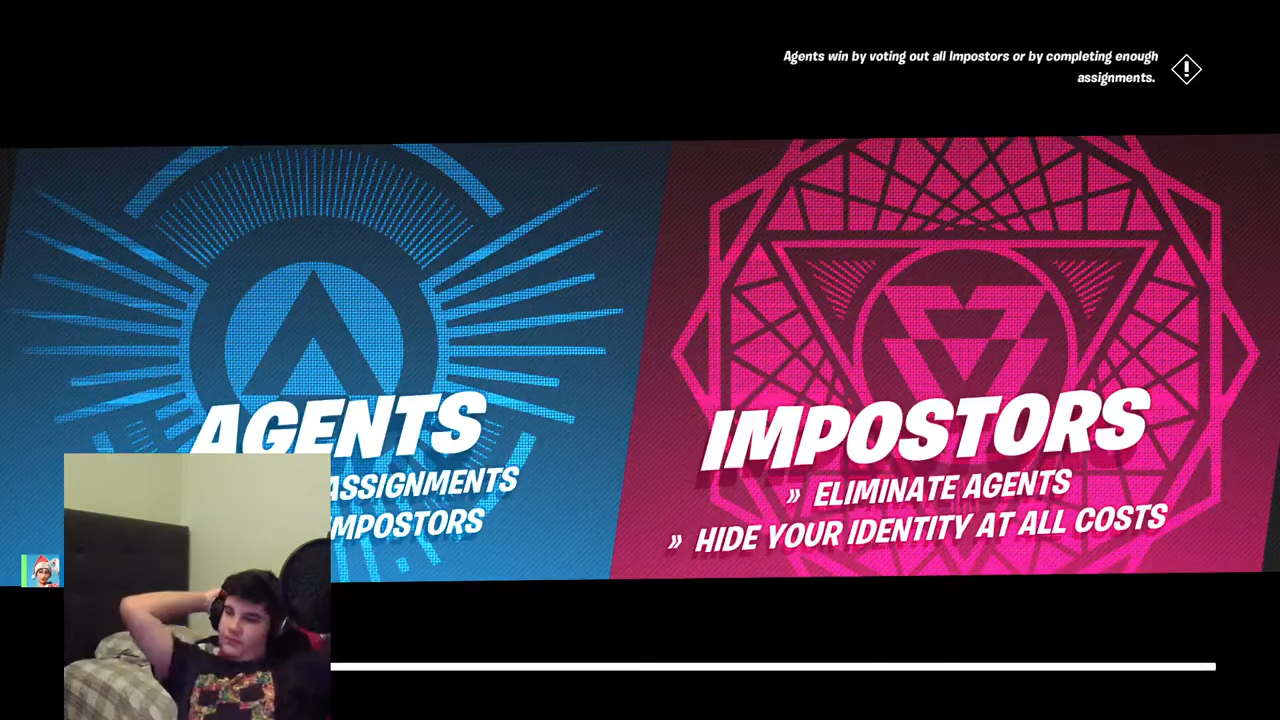 Agents win by voting out all Impostors or by completing enough
assignments.
AGENTS
ASSIGNMENTS
IMPOSTORS
IMPOSTORS
» ELIMINATE AGENTS
» HIDE YOUR IDENTITY AT ALL COSTS